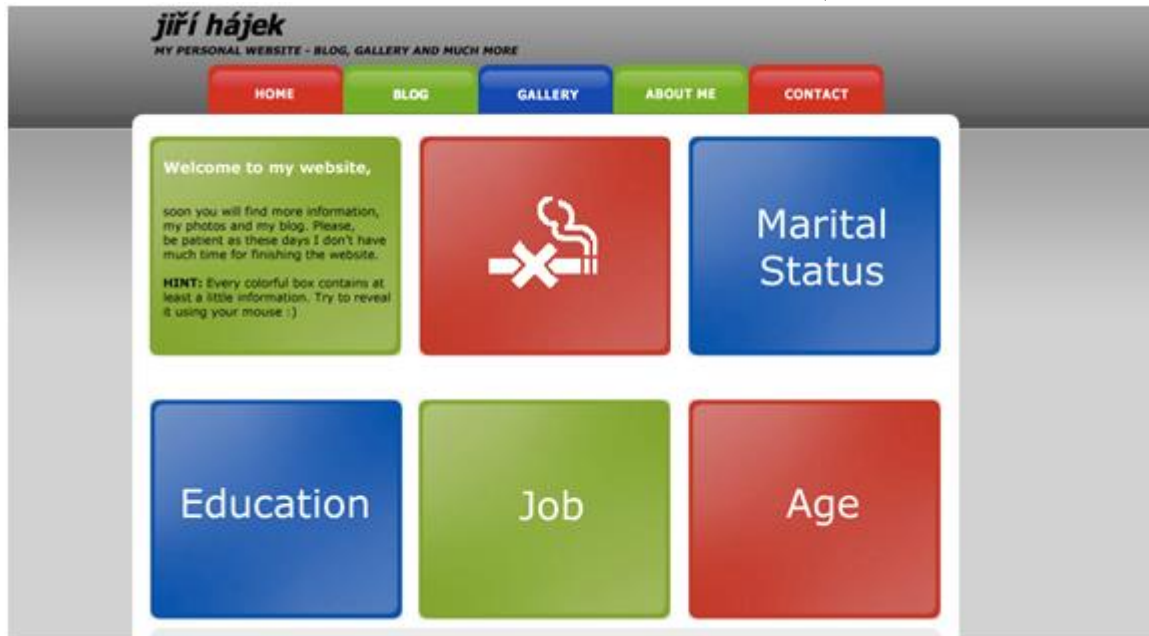 jiří hájek
MY PERSONAL WEBSITE - BLOG, GALLERY AND MUCH MORE
HOME
BLOG
GALLERY
ABOUT ME
CONTACT
Welcome to my website,
soon you will find more information,
my photos and my blog. Please,
be patient as these days I don't have
much time for finishing the website.
HINT: Every colorful box contains at
least a little information. Try to reveal
it using your mouse :)
Marital
Status
Education
Job
Age